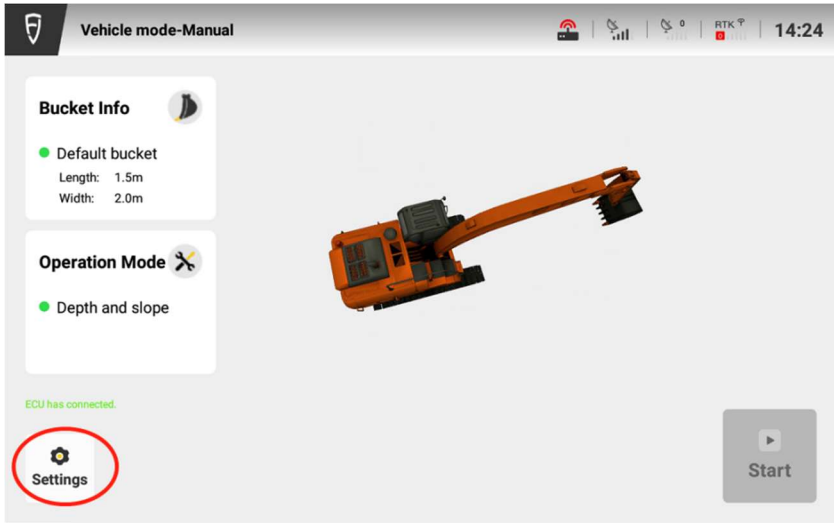 Vehicle mode-Manual
0
RTK
0
14:24
Bucket Info
Default bucket
Length: 1.5m
Width: 2.0m
Operation Mode
Depth and slope
ECU has connected.
Settings
Start